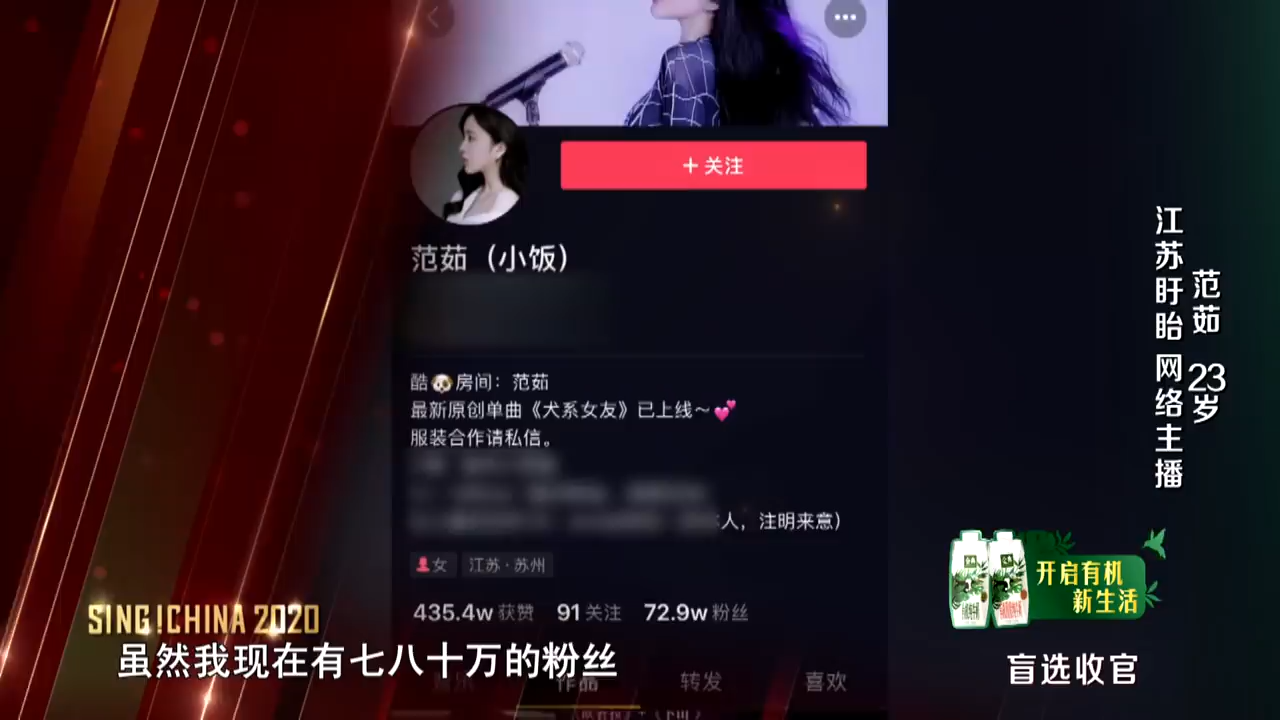 + 关注
范茹（小饭）
酷🐶房间：范茹
最新原创单曲《犬系女友》已上线～💕
服装合作请私信。
人，注明来意）
女
江苏·苏州
435.4w 获赞 91 关注 72.9w 粉丝
作品 转发 喜欢
SING!CHINA 2020
虽然我现在有七八十万的粉丝
范茹 23岁
江苏盱眙 网络主播
开启有机
新生活
盲选收官